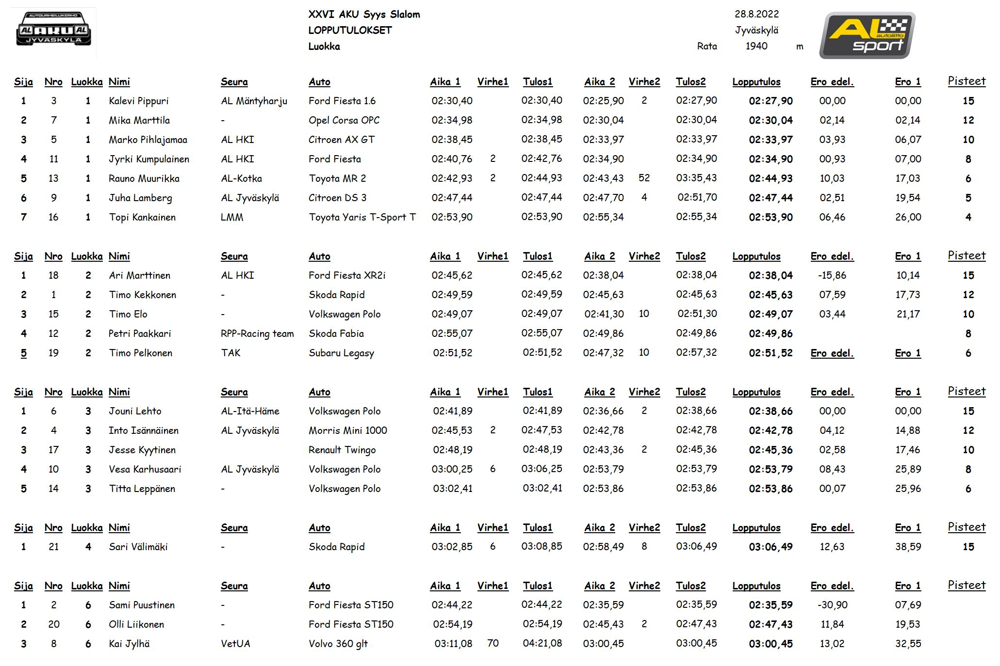 AUTOURHEILUKERHO
AL AKU AL
JYVÄSKYLÄ
XXVI AKU Syys Slalom 28.8.2022
LOPPUTULOKSET Jyväskylä
Luokka Rata 1940 m
AL autoliitto sport
Sija Nro Luokka Nimi Seura Auto Aika 1 Virhe1 Tulos1 Aika 2 Virhe2 Tulos2 Lopputulos Ero edel. Ero 1 Pisteet
1 3 1 Kalevi Pippuri AL Mäntyharju Ford Fiesta 1.6 02:30,40 02:30,40 02:25,90 2 02:27,90 02:27,90 00,00 00,00 15
2 7 1 Mika Marttila - Opel Corsa OPC 02:34,98 02:34,98 02:30,04 02:30,04 02:30,04 02,14 02,14 12
3 5 1 Marko Pihlajamaa AL HKI Citroen AX GT 02:38,45 02:38,45 02:33,97 02:33,97 02:33,97 03,93 06,07 10
4 11 1 Jyrki Kumpulainen AL HKI Ford Fiesta 02:40,76 2 02:42,76 02:34,90 02:34,90 02:34,90 00,93 07,00 8
5 13 1 Rauno Muurikka AL-Kotka Toyota MR 2 02:42,93 2 02:44,93 02:43,43 52 03:35,43 02:44,93 10,03 17,03 6
6 9 1 Juha Lamberg AL Jyväskylä Citroen DS 3 02:47,44 02:47,44 02:47,70 4 02:51,70 02:47,44 02,51 19,54 5
7 16 1 Topi Kankainen LMM Toyota Yaris T-Sport T 02:53,90 02:53,90 02:55,34 02:55,34 02:53,90 06,46 26,00 4
Sija Nro Luokka Nimi Seura Auto Aika 1 Virhe1 Tulos1 Aika 2 Virhe2 Tulos2 Lopputulos Ero edel. Ero 1 Pisteet
1 18 2 Ari Marttinen AL HKI Ford Fiesta XR2i 02:45,62 02:45,62 02:38,04 02:38,04 02:38,04 -15,86 10,14 15
2 1 2 Timo Kekkonen - Skoda Rapid 02:49,59 02:49,59 02:45,63 02:45,63 02:45,63 07,59 17,73 12
3 15 2 Timo Elo - Volkswagen Polo 02:49,07 02:49,07 02:41,30 10 02:51,30 02:49,07 03,44 21,17 10
4 12 2 Petri Paakkari RPP-Racing team Skoda Fabia 02:55,07 02:55,07 02:49,86 02:49,86 02:49,86 8
5 19 2 Timo Pelkonen TAK Subaru Legasy 02:51,52 02:51,52 02:47,32 10 02:57,32 02:51,52 Ero edel. Ero 1 6
Sija Nro Luokka Nimi Seura Auto Aika 1 Virhe1 Tulos1 Aika 2 Virhe2 Tulos2 Lopputulos Ero edel. Ero 1 Pisteet
1 6 3 Jouni Lehto AL-Itä-Häme Volkswagen Polo 02:41,89 02:41,89 02:36,66 2 02:38,66 02:38,66 00,00 00,00 15
2 4 3 Into Isännäinen AL Jyväskylä Morris Mini 1000 02:45,53 2 02:47,53 02:42,78 02:42,78 02:42,78 04,12 14,88 12
3 17 3 Jesse Kyytinen Renault Twingo 02:48,19 02:48,19 02:43,36 2 02:45,36 02:45,36 02,58 17,46 10
4 10 3 Vesa Karhusaari AL Jyväskylä Volkswagen Polo 03:00,25 6 03:06,25 02:53,79 02:53,79 02:53,79 08,43 25,89 8
5 14 3 Titta Leppänen - Volkswagen Polo 03:02,41 03:02,41 02:53,86 02:53,86 02:53,86 00,07 25,96 6
Sija Nro Luokka Nimi Seura Auto Aika 1 Virhe1 Tulos1 Aika 2 Virhe2 Tulos2 Lopputulos Ero edel. Ero 1 Pisteet
1 21 4 Sari Välimäki - Skoda Rapid 03:02,85 6 03:08,85 02:58,49 8 03:06,49 03:06,49 12,63 38,59 15
Sija Nro Luokka Nimi Seura Auto Aika 1 Virhe1 Tulos1 Aika 2 Virhe2 Tulos2 Lopputulos Ero edel. Ero 1 Pisteet
1 2 6 Sami Puustinen - Ford Fiesta ST150 02:44,22 02:44,22 02:35,59 02:35,59 02:35,59 -30,90 07,69
2 20 6 Olli Liikonen - Ford Fiesta ST150 02:54,19 02:54,19 02:45,43 2 02:47,43 02:47,43 11,84 19,53
3 8 6 Kai Jylhä VetUA Volvo 360 glt 03:11,08 70 04:21,08 03:00,45 03:00,45 03:00,45 13,02 32,55